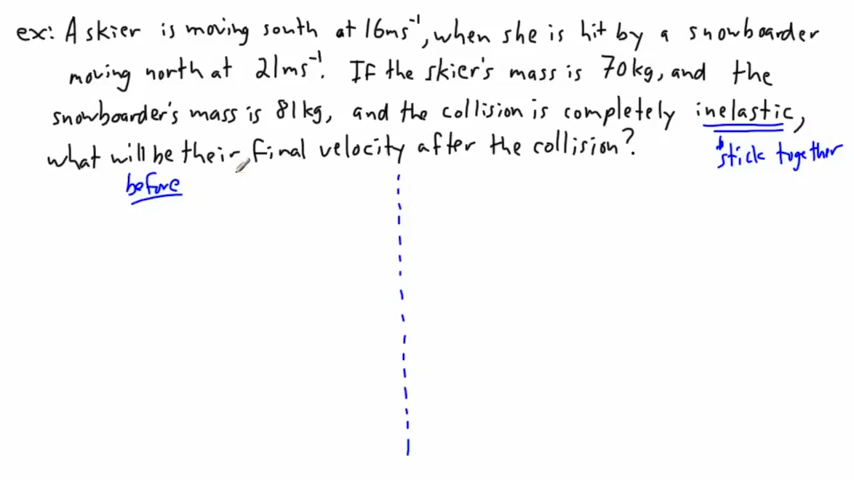 ex: A skier is moving south at 16ms⁻¹, when she is hit by a snowboarder
moving north at 21ms⁻¹. If the skier's mass is 70kg, and the
snowboarder's mass is 81kg, and the collision is completely inelastic,
what will be their final velocity after the collision?
stick together
before